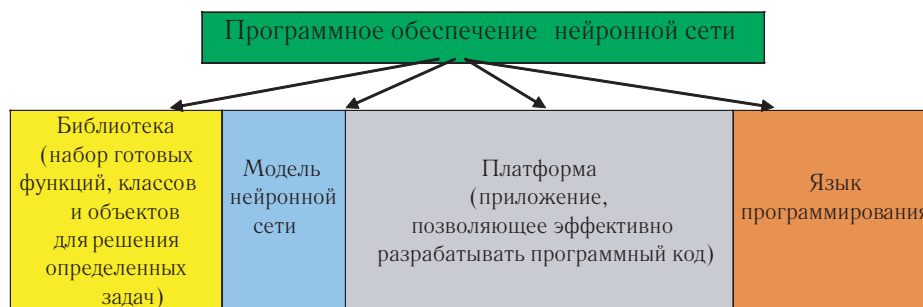 Программное обеспечение нейронной сети
Библиотека
(набор готовых
функций, классов
и объектов
для решения
определенных
задач)
Модель
нейронной
сети
Платформа
(приложение,
позволяющее эффективно
разрабатывать программный код)
Язык
программирования